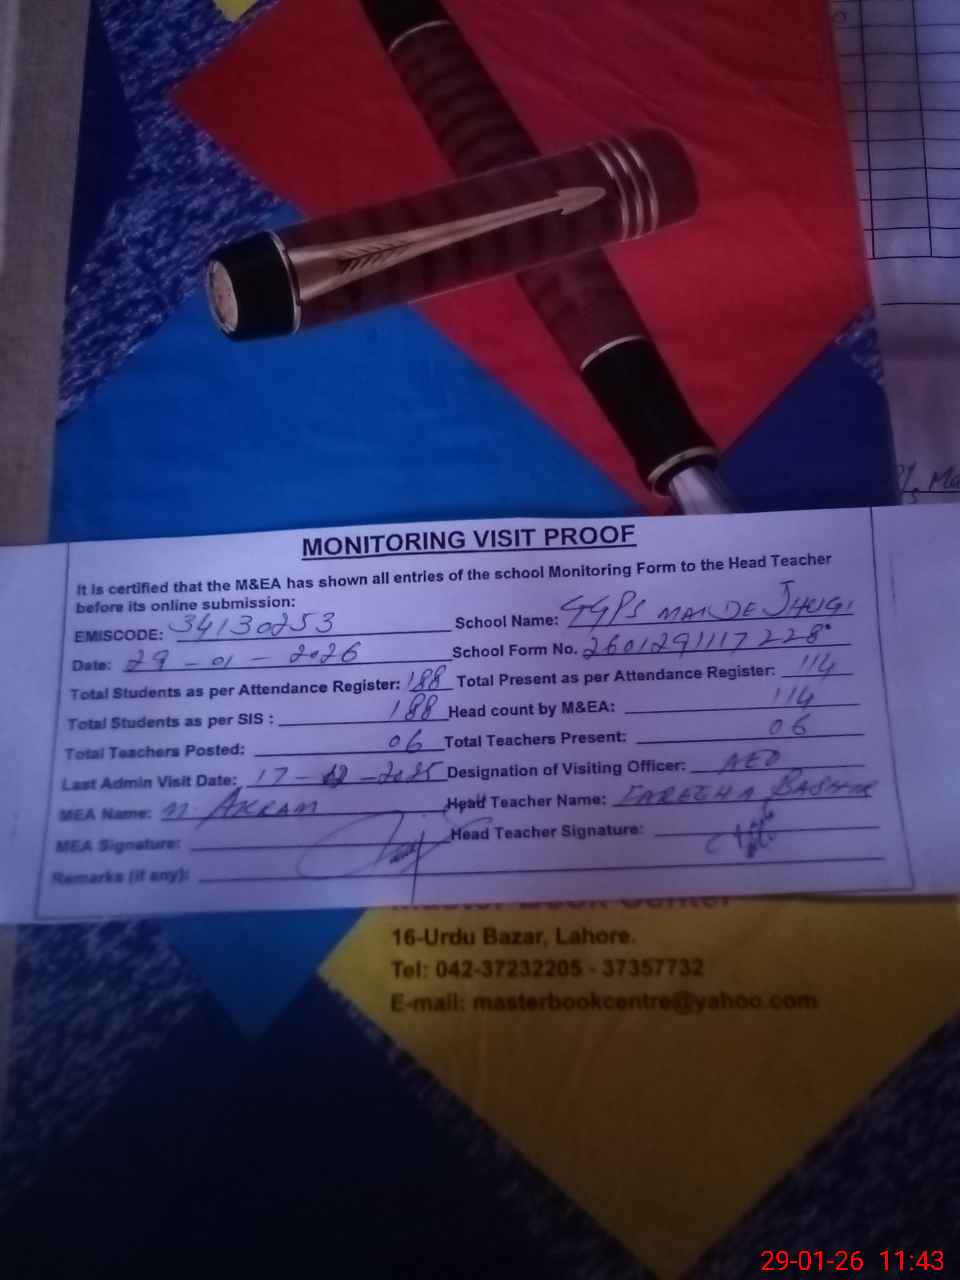 MONITORING VISIT PROOF
It is certified that the M&EA has shown all entries of the school Monitoring Form to the Head Teacher
before its online submission:
EMISCODE: 34130253 School Name: GGPS MAI DE JHUGI
Date: 29-01-2026 School Form No. 2601291117228
Total Students as per Attendance Register: 188 Total Present as per Attendance Register: 114
Total Students as per SIS : 188 Head count by M&EA: 114
Total Teachers Posted: 06 Total Teachers Present: 06
Last Admin Visit Date: 17-12-2025 Designation of Visiting Officer: AEO
MEA Name: M. AKRAM Head Teacher Name: FAREEHA BASHIR
MEA Signature: Head Teacher Signature:
Remarks (if any):
Master Book Center
16-Urdu Bazar, Lahore.
Tel: 042-37232205 - 37357732
E-mail: masterbookcentre@yahoo.com
29-01-26 11:43